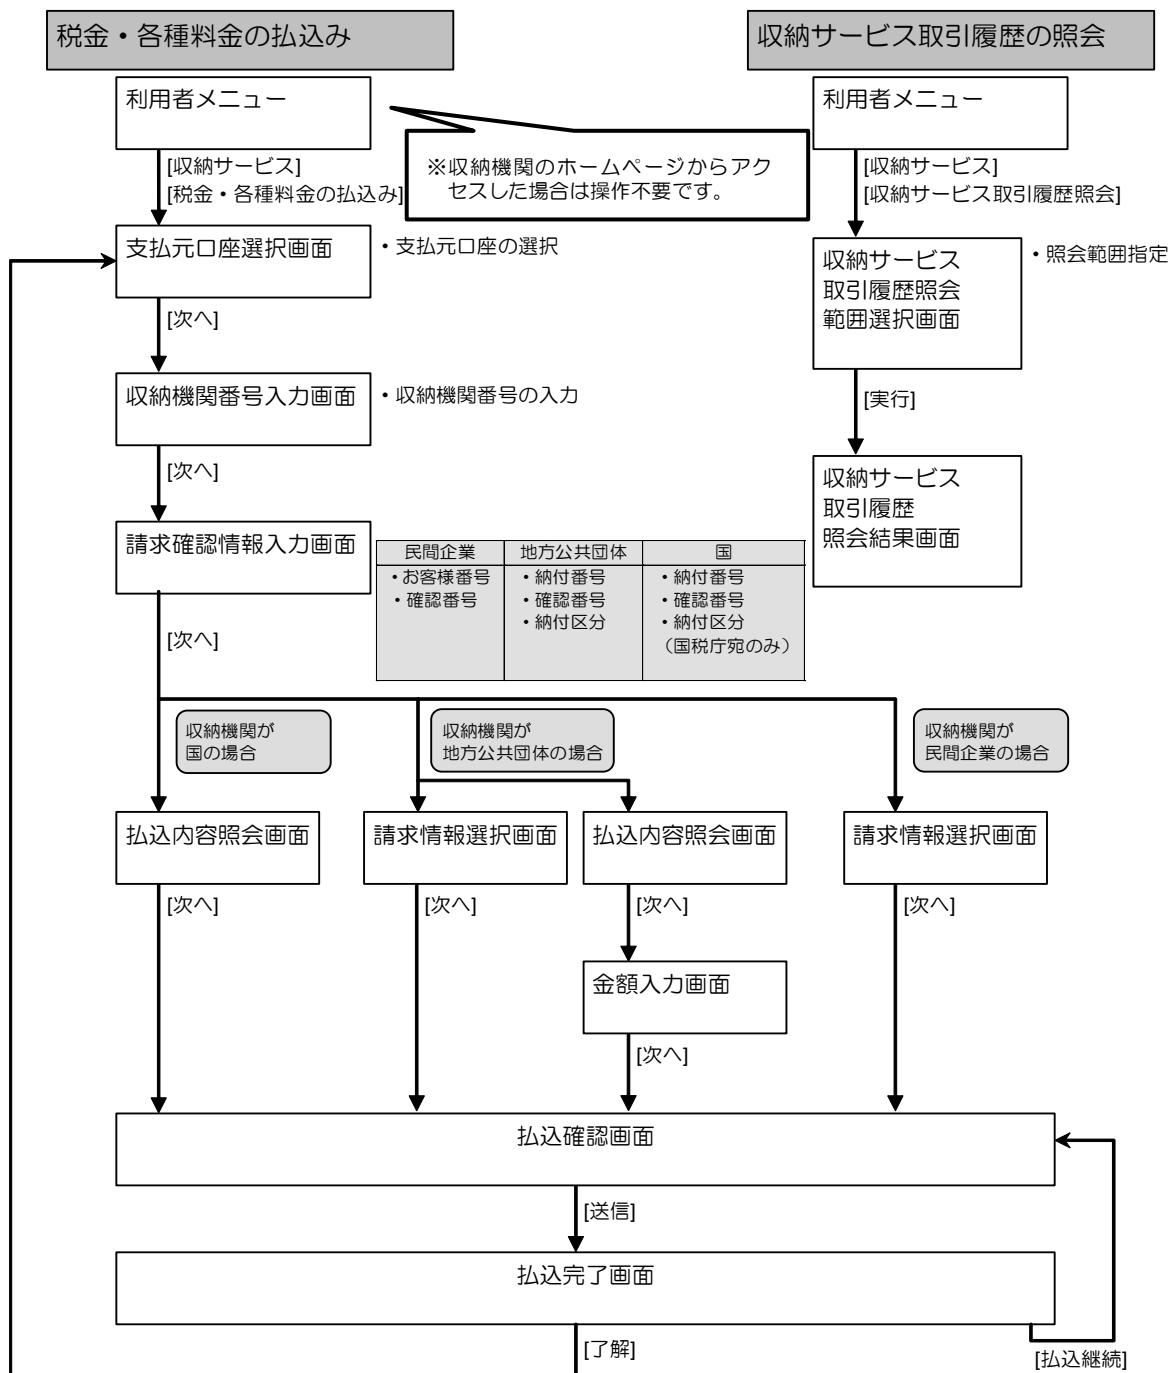 税金・各種料金の払込み
利用者メニュー
※収納機関のホームページからアク
セスした場合は操作不要です。
[収納サービス]
[税金・各種料金の払込み]
支払元口座選択画面
・支払元口座の選択
[次へ]
収納機関番号入力画面
・収納機関番号の入力
[次へ]
請求確認情報入力画面
民間企業
・お客様番号
・確認番号
地方公共団体
・納付番号
・確認番号
・納付区分
国
・納付番号
・確認番号
・納付区分
（国税庁宛のみ）
[次へ]
収納機関が
国の場合
収納機関が
地方公共団体の場合
収納機関が
民間企業の場合
払込内容照会画面
請求情報選択画面
払込内容照会画面
請求情報選択画面
[次へ]
[次へ]
[次へ]
[次へ]
金額入力画面
[次へ]
払込確認画面
[送信]
払込完了画面
[了解]
[払込継続]
収納サービス取引履歴の照会
利用者メニュー
[収納サービス]
[収納サービス取引履歴照会]
収納サービス
取引履歴照会
範囲選択画面
・照会範囲指定
[実行]
収納サービス
取引履歴
照会結果画面